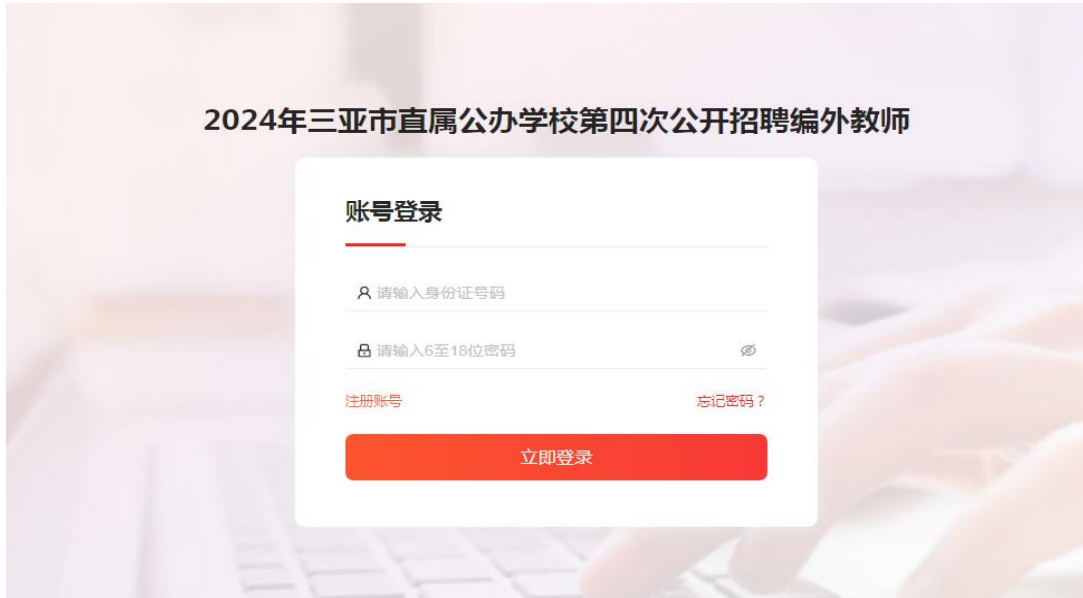 2024年三亚市直属公办学校第四次公开招聘编外教师
账号登录
请输入身份证号码
请输入6至18位密码
注册账号
忘记密码？
立即登录